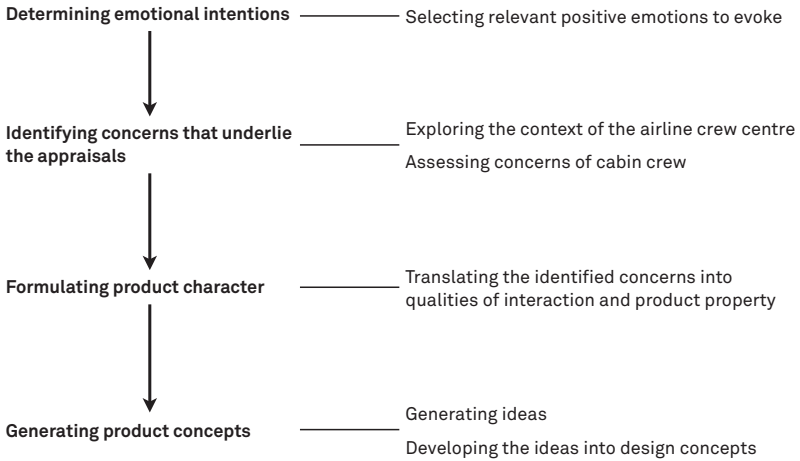 Determining emotional intentions
Selecting relevant positive emotions to evoke
Identifying concerns that underlie
the appraisals
Exploring the context of the airline crew centre
Assessing concerns of cabin crew
Formulating product character
Translating the identified concerns into
qualities of interaction and product property
Generating product concepts
Generating ideas
Developing the ideas into design concepts